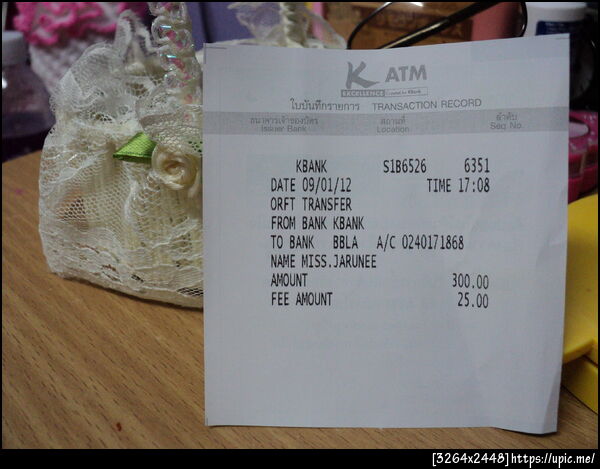 K ATM
EXCELLENCE
ใบบันทึกรายการ TRANSACTION RECORD
ธนาคารเจ้าของบัตร สถานที่ ลำดับ
Issuer Bank Location Seq No.
KBANK S1B6526 6351
DATE 09/01/12 TIME 17:08
ORFT TRANSFER
FROM BANK KBANK
TO BANK BBLA A/C 0240171868
NAME MISS.JARUNEE
AMOUNT 300.00
FEE AMOUNT 25.00
[3264x2448]https://upic.me/